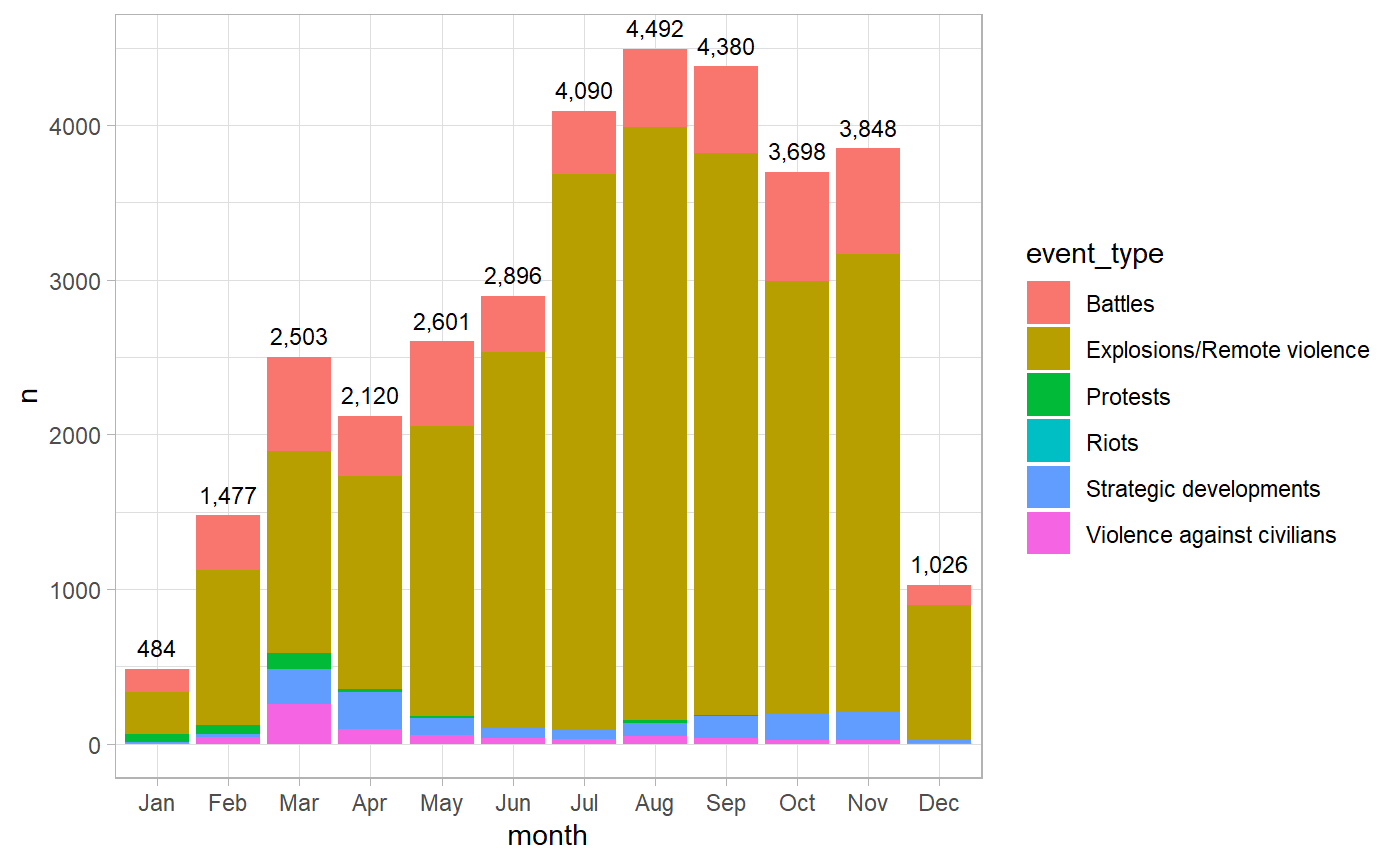 4,492
4,380
4,090
3,848
3,698
2,896
2,601
2,503
2,120
1,477
1,026
484
4000
3000
2000
1000
0
n
Jan Feb Mar Apr May Jun Jul Aug Sep Oct Nov Dec
month
event_type
Battles
Explosions/Remote violence
Protests
Riots
Strategic developments
Violence against civilians